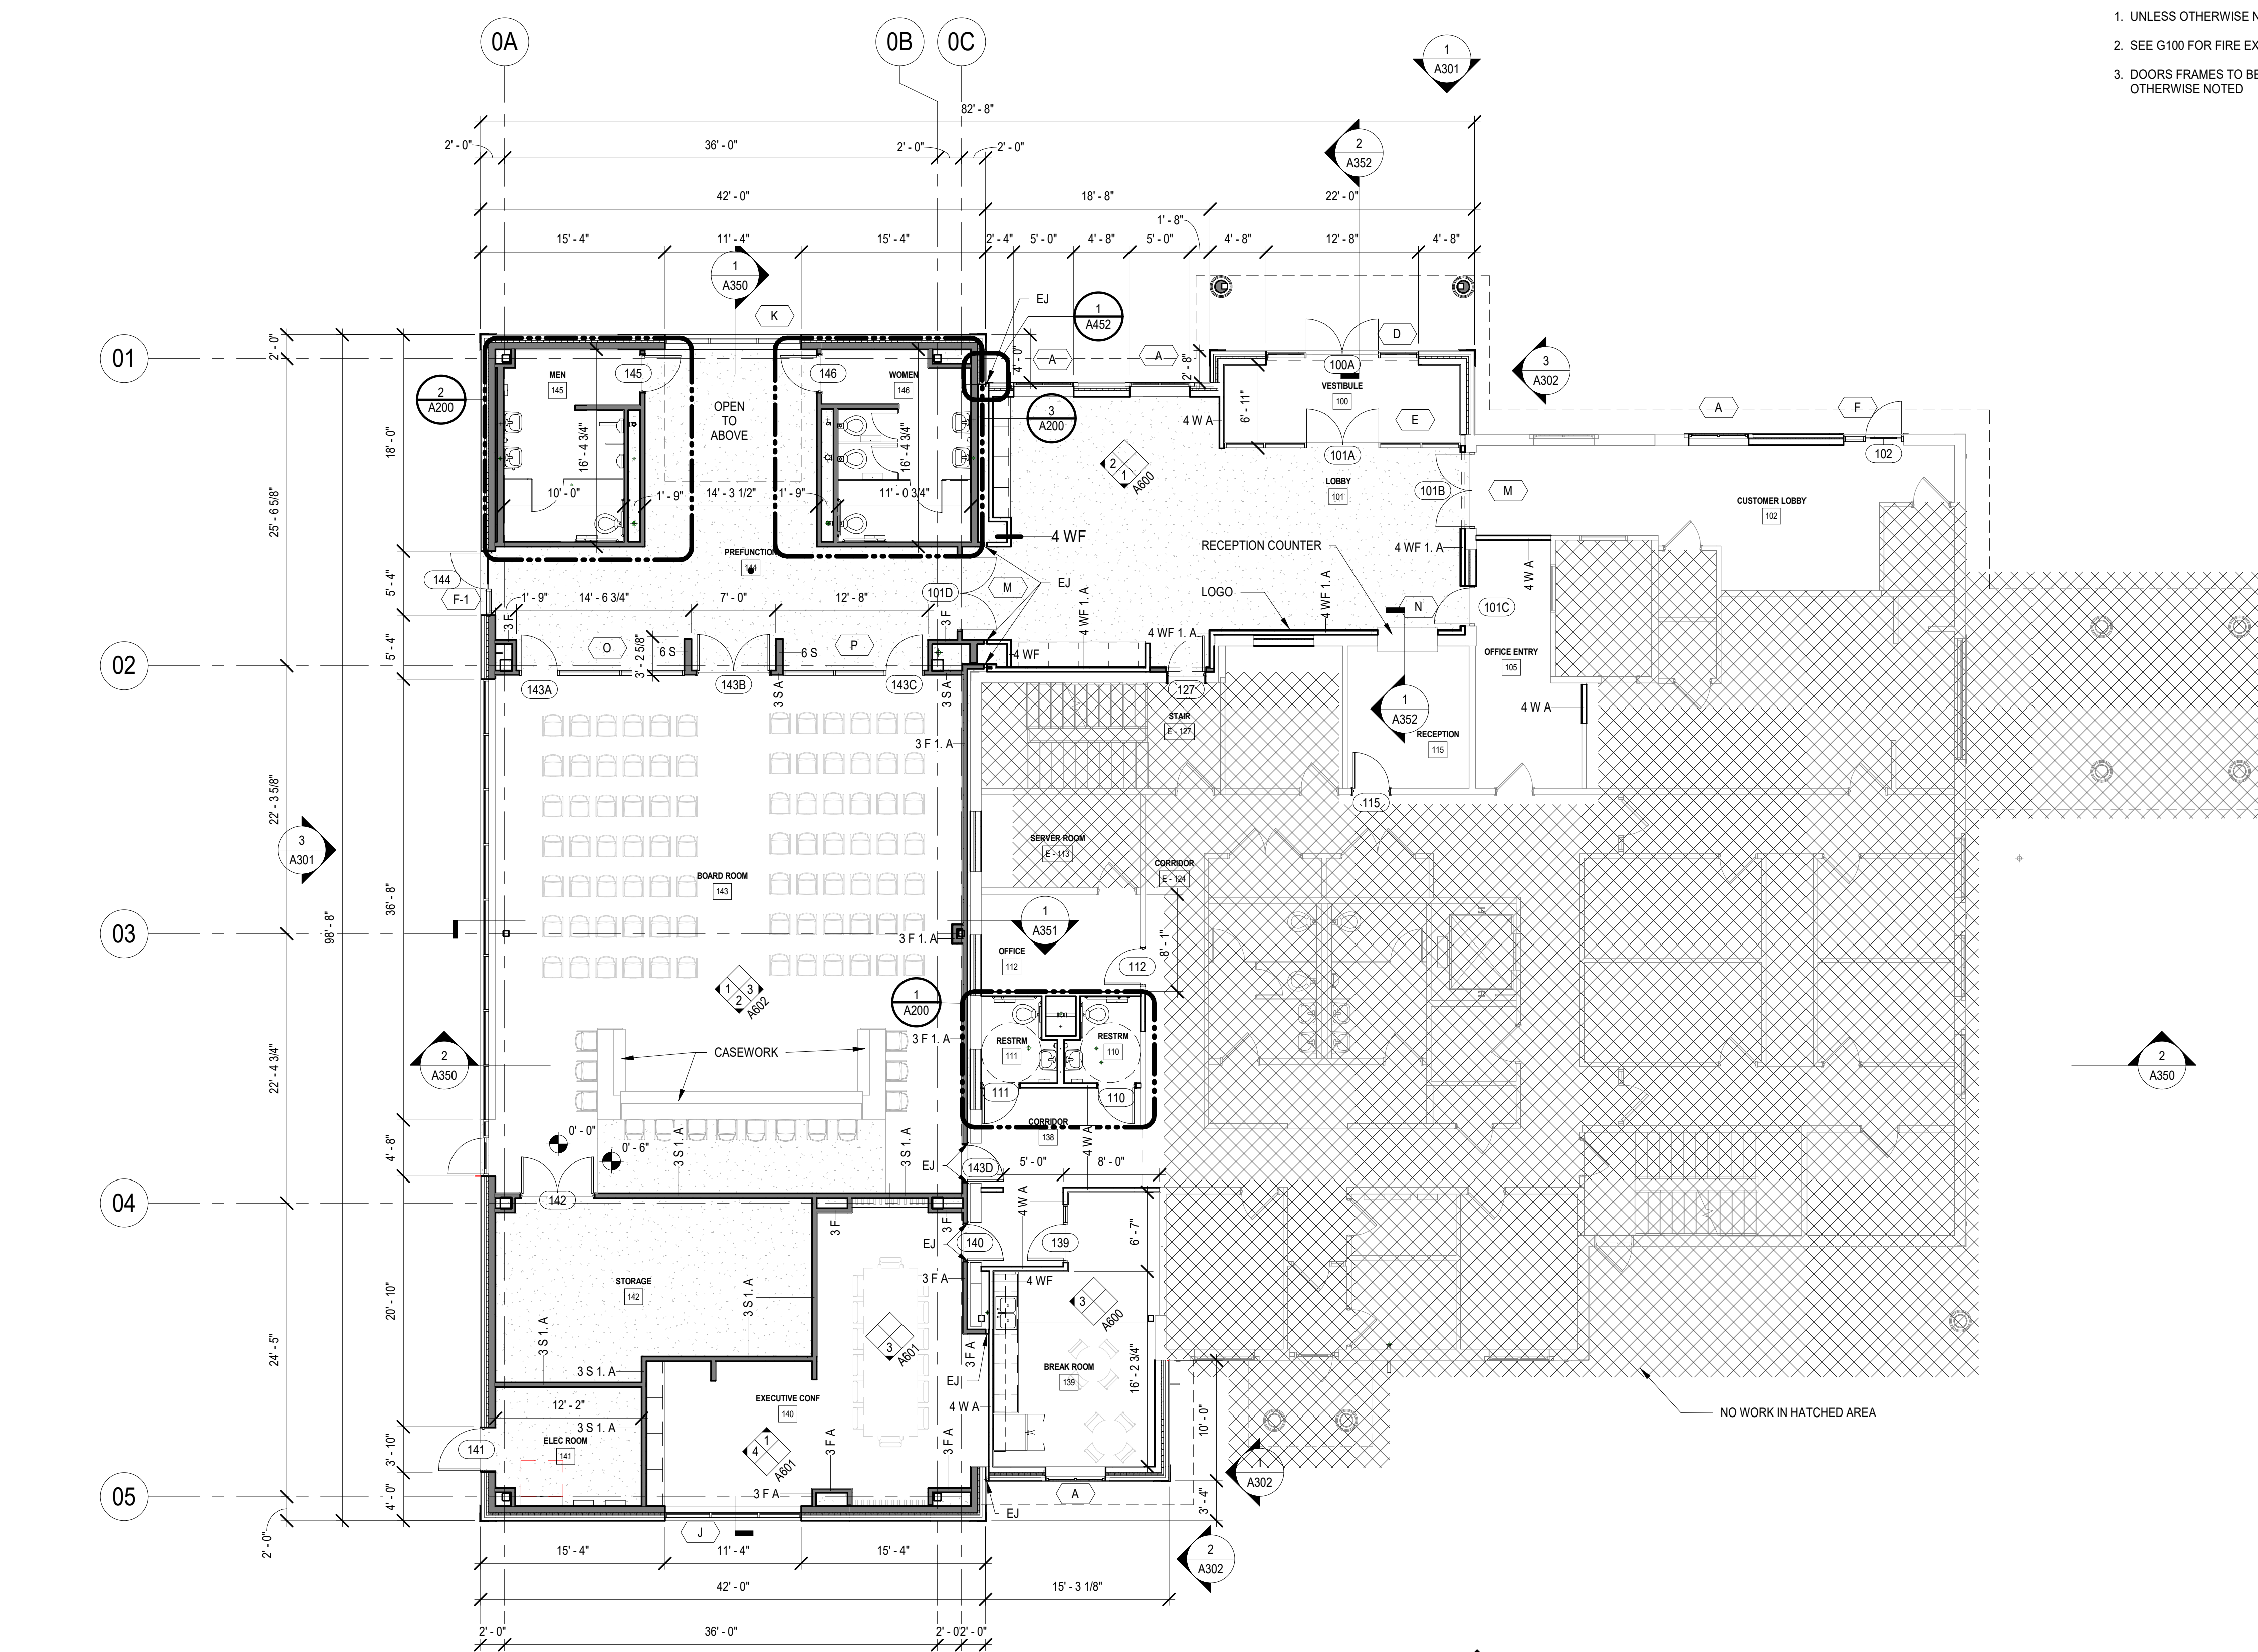 1. UNLESS OTHERWISE N
2. SEE G100 FOR FIRE EX
3. DOORS FRAMES TO BE
OTHERWISE NOTED
0A
0B
0C
1
A301
82' - 8"
2' - 0"
36' - 0"
2' - 0"
2' - 0"
2
A352
42' - 0"
18' - 8"
22' - 0"
1' - 8"
15' - 4"
11' - 4"
15' - 4"
2' - 4"
5' - 0"
4' - 8"
5' - 0"
4' - 8"
12' - 8"
4' - 8"
1
A350
K
EJ
1
A452
D
01
2' - 0"
4' - 0"
A
A
2' - 8"
100A
3
A302
MEN
145
145
146
WOMEN
146
VESTIBULE
100
2
A200
OPEN
TO
ABOVE
3
A200
4 W A
6' - 11"
E
A
F
18' - 0"
16' - 4 3/4"
16' - 4 3/4"
101A
102
2
1
A600
LOBBY
101
101B
M
CUSTOMER LOBBY
102
10' - 0"
1' - 9"
14' - 3 1/2"
1' - 9"
11' - 0 3/4"
25' - 6 5/8"
4 WF
RECEPTION COUNTER
4 WF 1. A
4 W A
PREFUNCTION
144
5' - 4"
144
F-1
1' - 9"
14' - 6 3/4"
7' - 0"
12' - 8"
101D
M
EJ
LOGO
N
101C
3 F
3 F
4 WF 1. A
4 WF 1. A
4 WF 1. A
5' - 4"
O
3' - 2 5/8"
6 S
6 S
P
4 WF
OFFICE ENTRY
105
02
143A
143B
143C
3 S A
3 S A
127
STAIR
E - 127
1
A352
4 W A
3 F 1. A
RECEPTION
115
115
22' - 3 5/8"
3
A301
98' - 8"
36' - 8"
SERVER ROOM
E - 113
CORRIDOR
E - 124
BOARD ROOM
143
03
3 F 1. A
1
A351
OFFICE
112
112
8' - 1"
1
3
2
A602
1
A200
3 F 1. A
RESTRM
111
RESTRM
110
CASEWORK
2
A350
2
A350
22' - 4 3/4"
111
110
CORRIDOR
138
0' - 0"
0' - 6"
3 S 1. A
3 S 1. A
4' - 8"
EJ
143D
5' - 0"
8' - 0"
4 W A
04
142
4 W A
3 F
3 F
EJ
140
139
6' - 7"
STORAGE
142
3 S 1. A
3 F A
4 WF
3
A600
20' - 10"
24' - 5"
3 S 1. A
3
A601
3 F A
3 S 1. A
EJ
BREAK ROOM
139
16' - 2 3/4"
EXECUTIVE CONF
140
12' - 2"
4 W A
10' - 0"
NO WORK IN HATCHED AREA
3 S 1. A
ELEC ROOM
141
141
1
4
A601
3 F A
3 F A
3' - 10"
1
A302
05
4' - 0"
3 F A
A
3' - 4"
EJ
J
2' - 0"
15' - 4"
11' - 4"
15' - 4"
2
A302
42' - 0"
15' - 3 1/8"
2' - 0"
36' - 0"
2' - 0"
2' - 0"